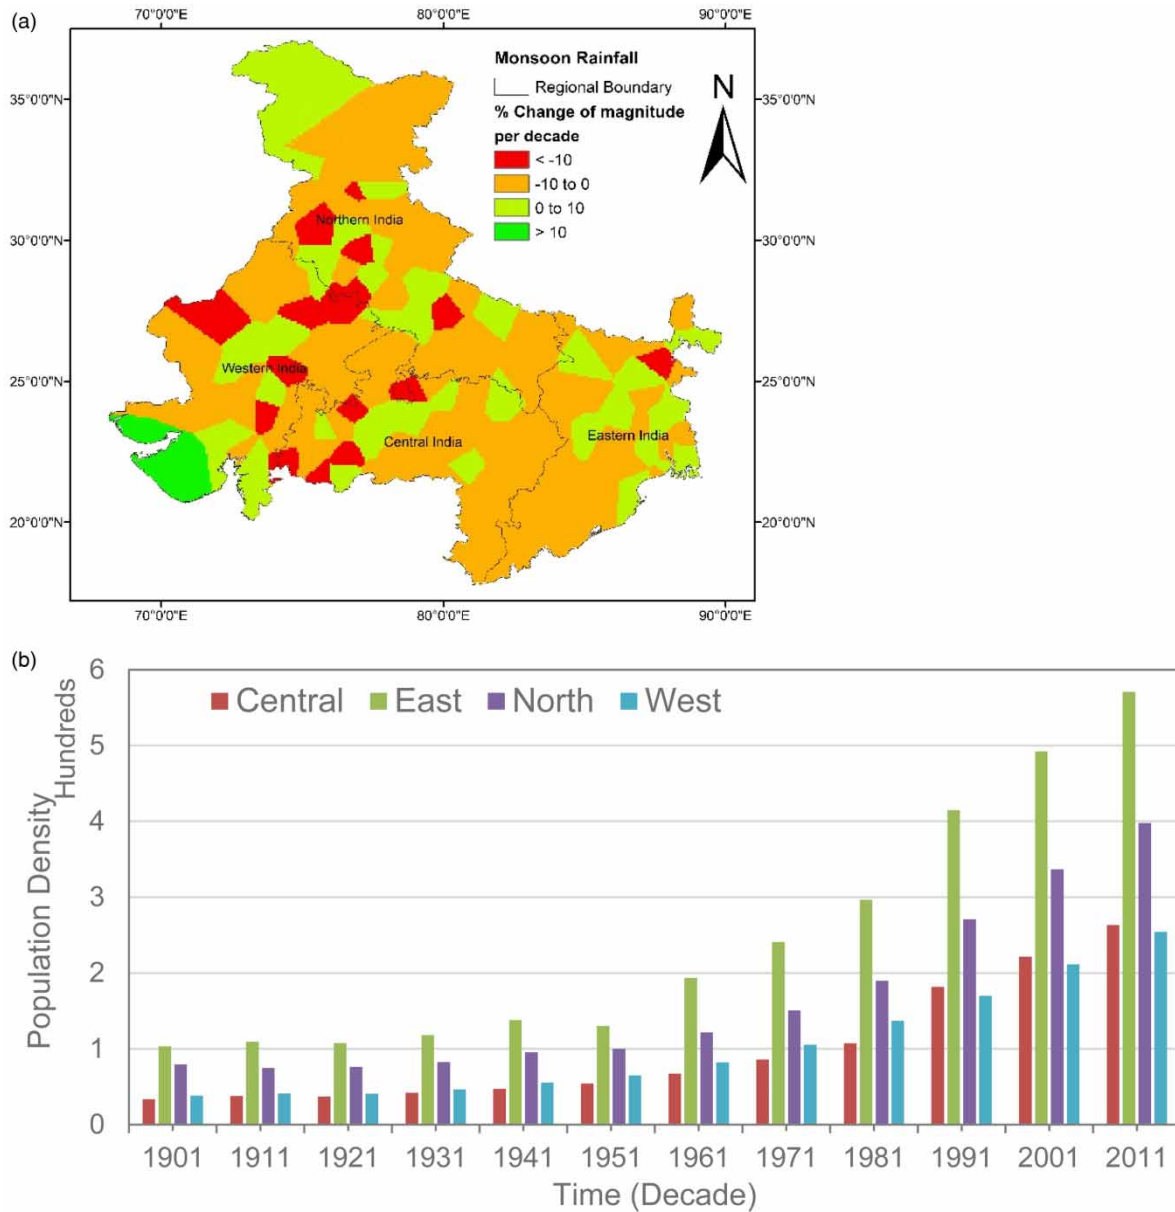 (a)
70°0'0"E 80°0'0"E 90°0'0"E
Monsoon Rainfall
Regional Boundary
% Change of magnitude
per decade
< -10
-10 to 0
0 to 10
> 10
N
35°0'0"N 35°0'0"N
30°0'0"N 30°0'0"N
25°0'0"N 25°0'0"N
20°0'0"N 20°0'0"N
Northern India
Western India
Central India
Eastern India
70°0'0"E 80°0'0"E 90°0'0"E
(b)
Central East North West
Population Density
Hundreds
6
5
4
3
2
1
0
1901 1911 1921 1931 1941 1951 1961 1971 1981 1991 2001 2011
Time (Decade)